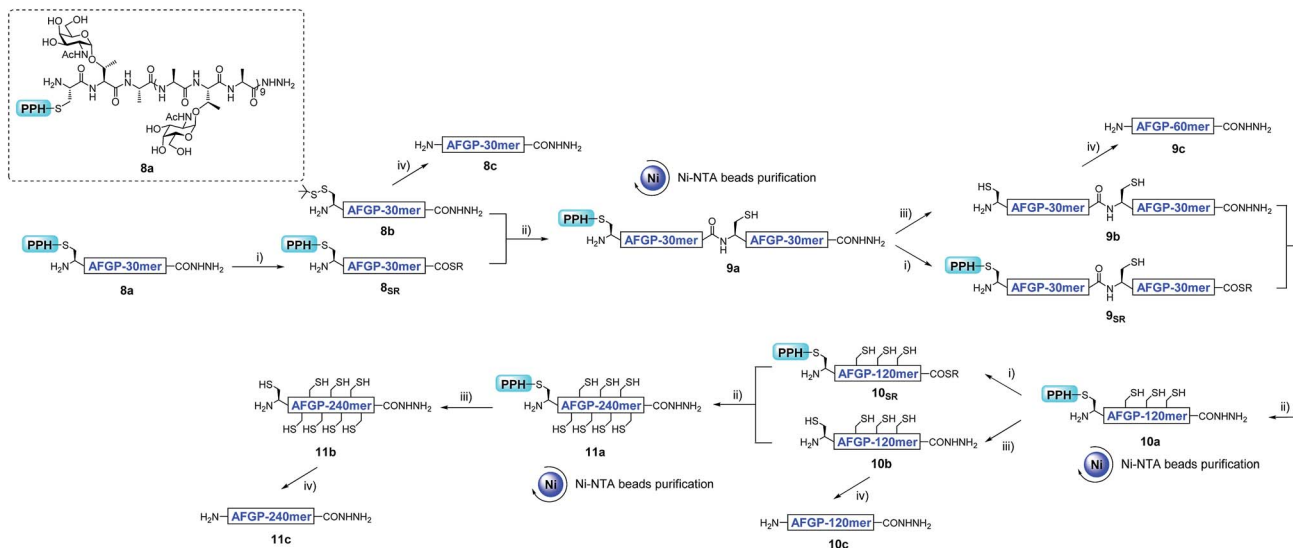 HO
OH
HO
AcHN
O
O
H₂N
O
N
H
O
H
N
O
N
H
O
H
N
O
N
H
NHNH₂
9
PPH
S
AcHN
O
HO
O
HO
OH
8a
PPH
S
H₂N
AFGP-30mer
CONHNH₂
8a
i)
S
S
H₂N
AFGP-30mer
CONHNH₂
8b
iv)
H₂N
AFGP-30mer
CONHNH₂
8c
PPH
S
H₂N
AFGP-30mer
COSR
8SR
ii)
Ni
Ni-NTA beads purification
PPH
S
H₂N
AFGP-30mer
O
N
H
SH
AFGP-30mer
CONHNH₂
9a
iii)
i)
HS
H₂N
AFGP-30mer
O
N
H
SH
AFGP-30mer
CONHNH₂
9b
iv)
H₂N
AFGP-60mer
CONHNH₂
9c
PPH
S
H₂N
AFGP-30mer
O
N
H
SH
AFGP-30mer
COSR
9SR
ii)
PPH
S
H₂N
SH SH SH
AFGP-120mer
CONHNH₂
10a
Ni
Ni-NTA beads purification
i)
iii)
PPH
S
H₂N
SH SH SH
AFGP-120mer
COSR
10SR
HS
H₂N
SH SH SH
AFGP-120mer
CONHNH₂
10b
iv)
H₂N
AFGP-120mer
CONHNH₂
10c
ii)
PPH
S
H₂N
SH SH SH
AFGP-240mer
CONHNH₂
HS HS HS HS
11a
Ni
Ni-NTA beads purification
iii)
HS
H₂N
SH SH SH
AFGP-240mer
CONHNH₂
HS HS HS HS
11b
iv)
H₂N
AFGP-240mer
CONHNH₂
11c